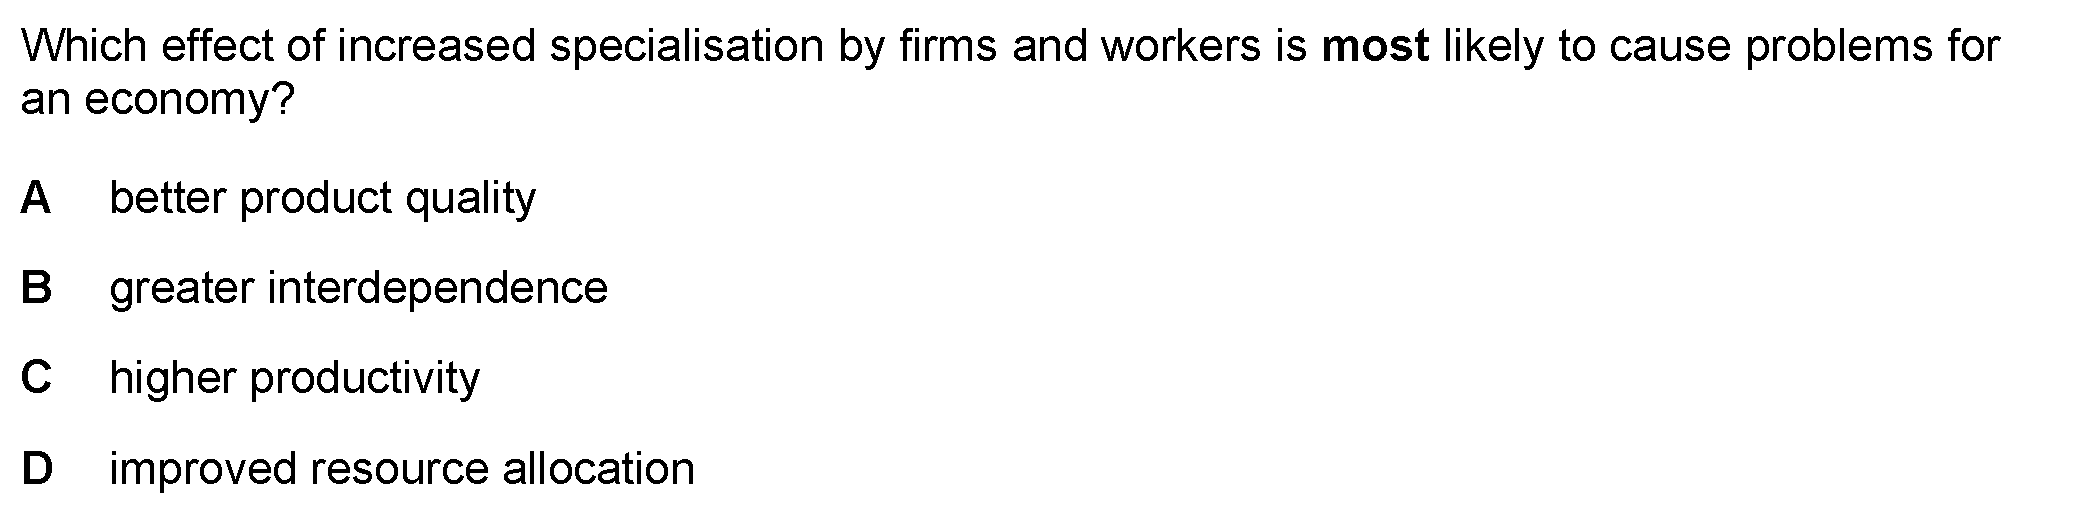 Which effect of increased specialisation by firms and workers is most likely to cause problems for
an economy?
A better product quality
B greater interdependence
C higher productivity
D improved resource allocation